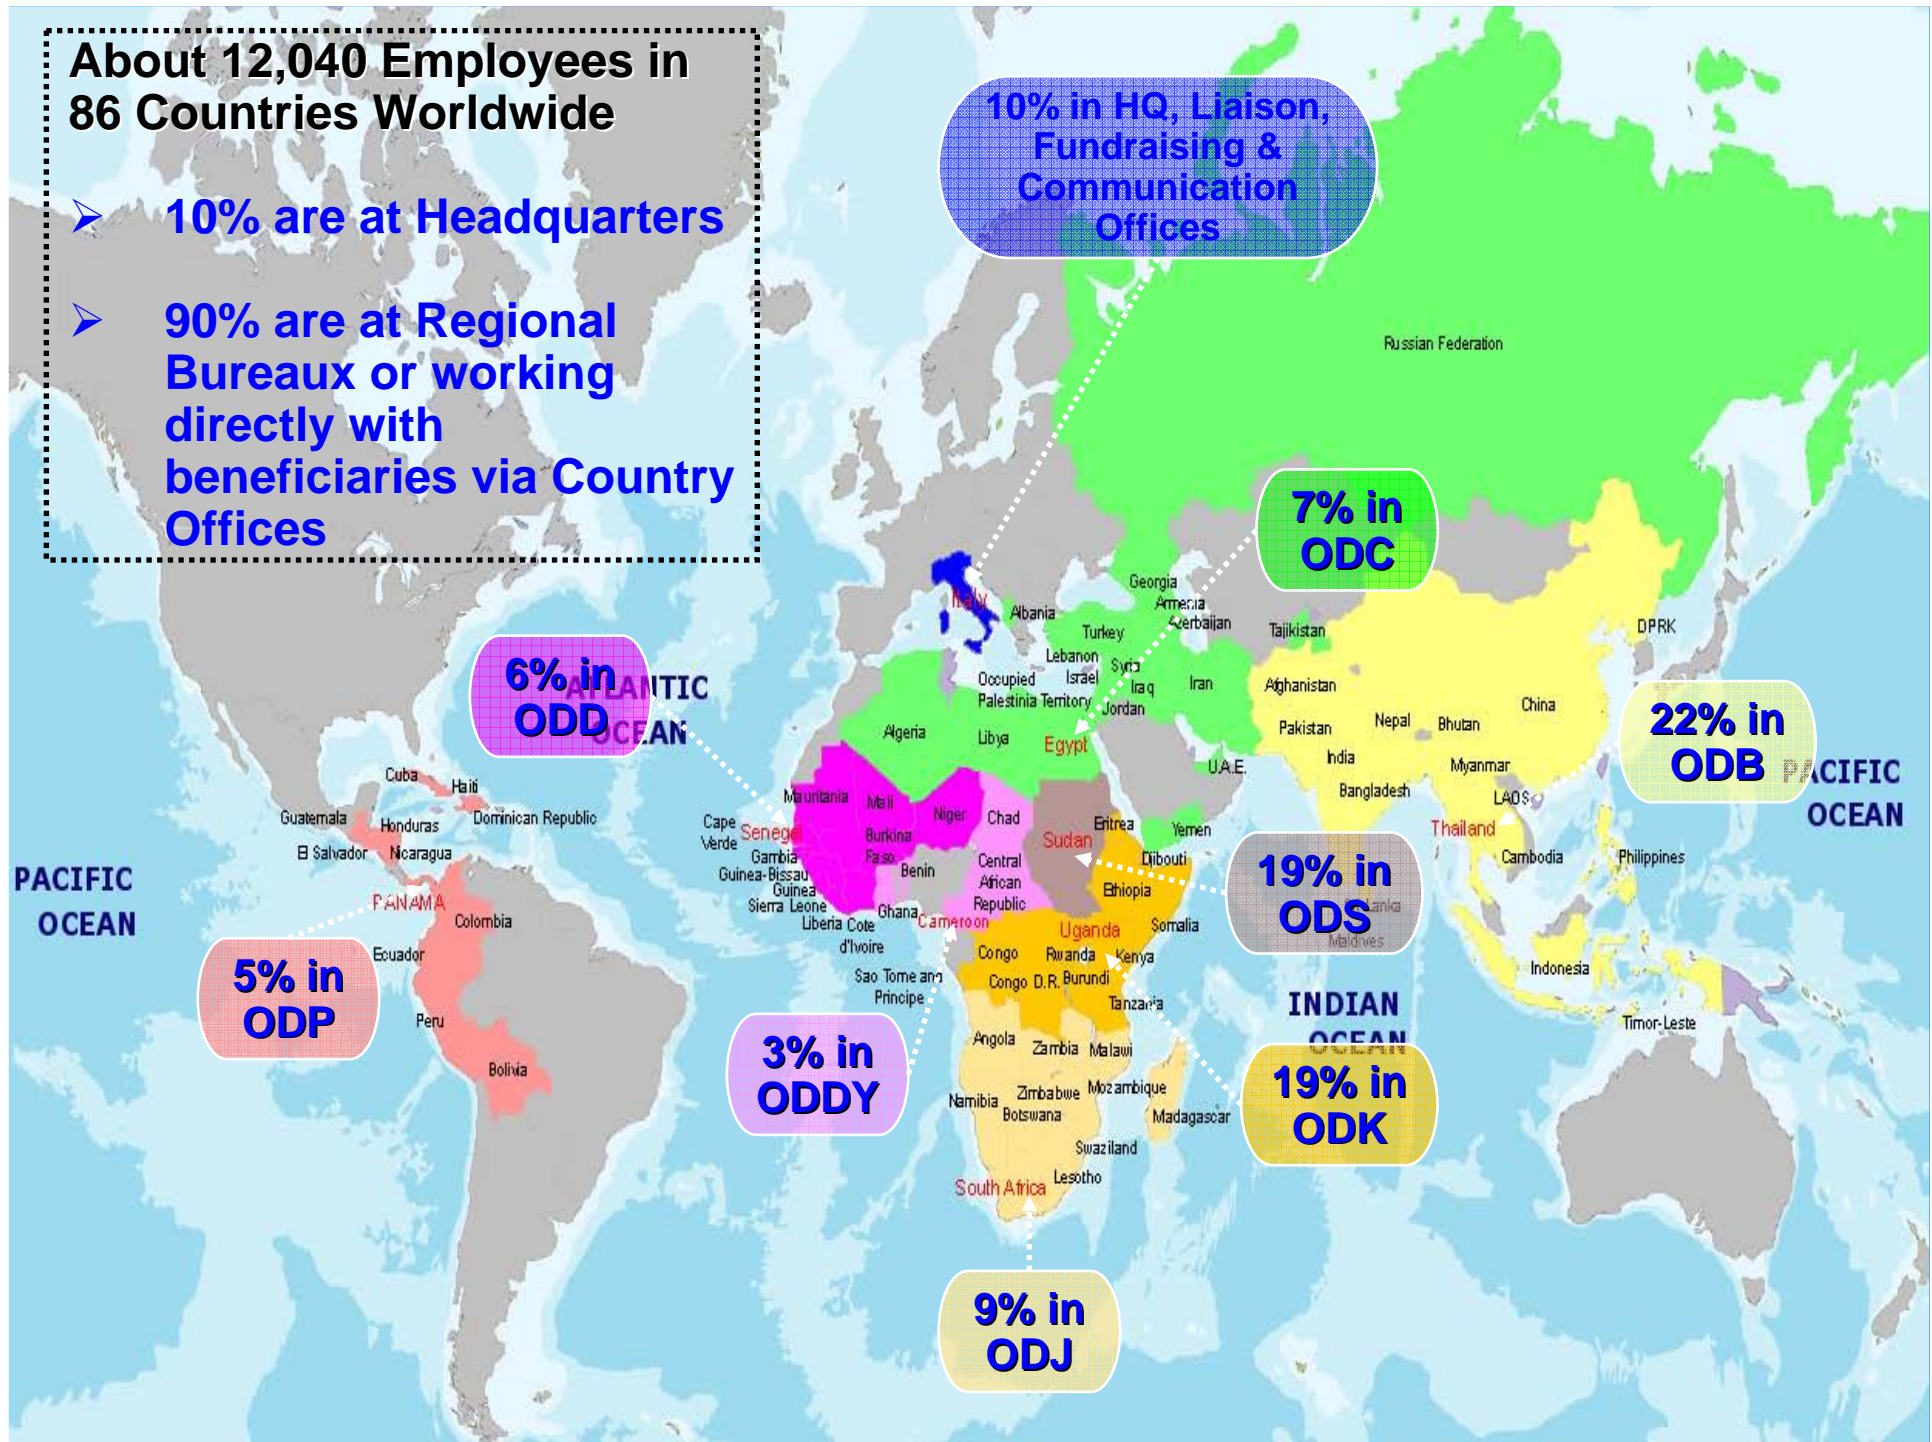 About 12,040 Employees in
86 Countries Worldwide
➢ 10% are at Headquarters
➢ 90% are at Regional
Bureaux or working
directly with
beneficiaries via Country
Offices
10% in HQ, Liaison,
Fundraising &
Communication
Offices
Russian Federation
7% in
ODC
Georgia
Armenia
Azerbaijan
Italy
Albania
Turkey
Tajikistan
DPRK
Lebanon
Syria
Occupied
Palestinia Territory
Israel
Iraq
Iran
Jordan
Afghanistan
China
6% in
ODD
ATLANTIC
OCEAN
Algeria
Libya
Egypt
Pakistan
Nepal
Bhutan
22% in
ODB
U.A.E.
India
Myanmar
Bangladesh
LAOS
PACIFIC
OCEAN
Cuba
Haiti
Guatemala
Honduras
Dominican Republic
El Salvador
Nicaragua
Mauritania
Mali
Niger
Chad
Cape
Verde
Senegal
Burkina
Faso
Sudan
Eritrea
Yemen
Thailand
Gambia
Guinea-Bissau
Guinea
Sierra Leone
Benin
Central
African
Republic
Djibouti
Ethiopia
Cambodia
Philippines
19% in
ODS
Lanka
Maldives
PACIFIC
OCEAN
PANAMA
Colombia
Liberia
Cote
d'Ivoire
Ghana
Cameroon
Uganda
Somalia
Ecuador
Congo
Rwanda
Kenya
Indonesia
5% in
ODP
Sao Tome and
Principe
Congo D.R.
Burundi
Tanzania
INDIAN
OCEAN
Timor-Leste
Peru
Angola
Zambia
Malawi
3% in
ODDY
Bolivia
Zimbabwe
Mozambique
Namibia
Botswana
Madagascar
19% in
ODK
Swaziland
Lesotho
South Africa
9% in
ODJ